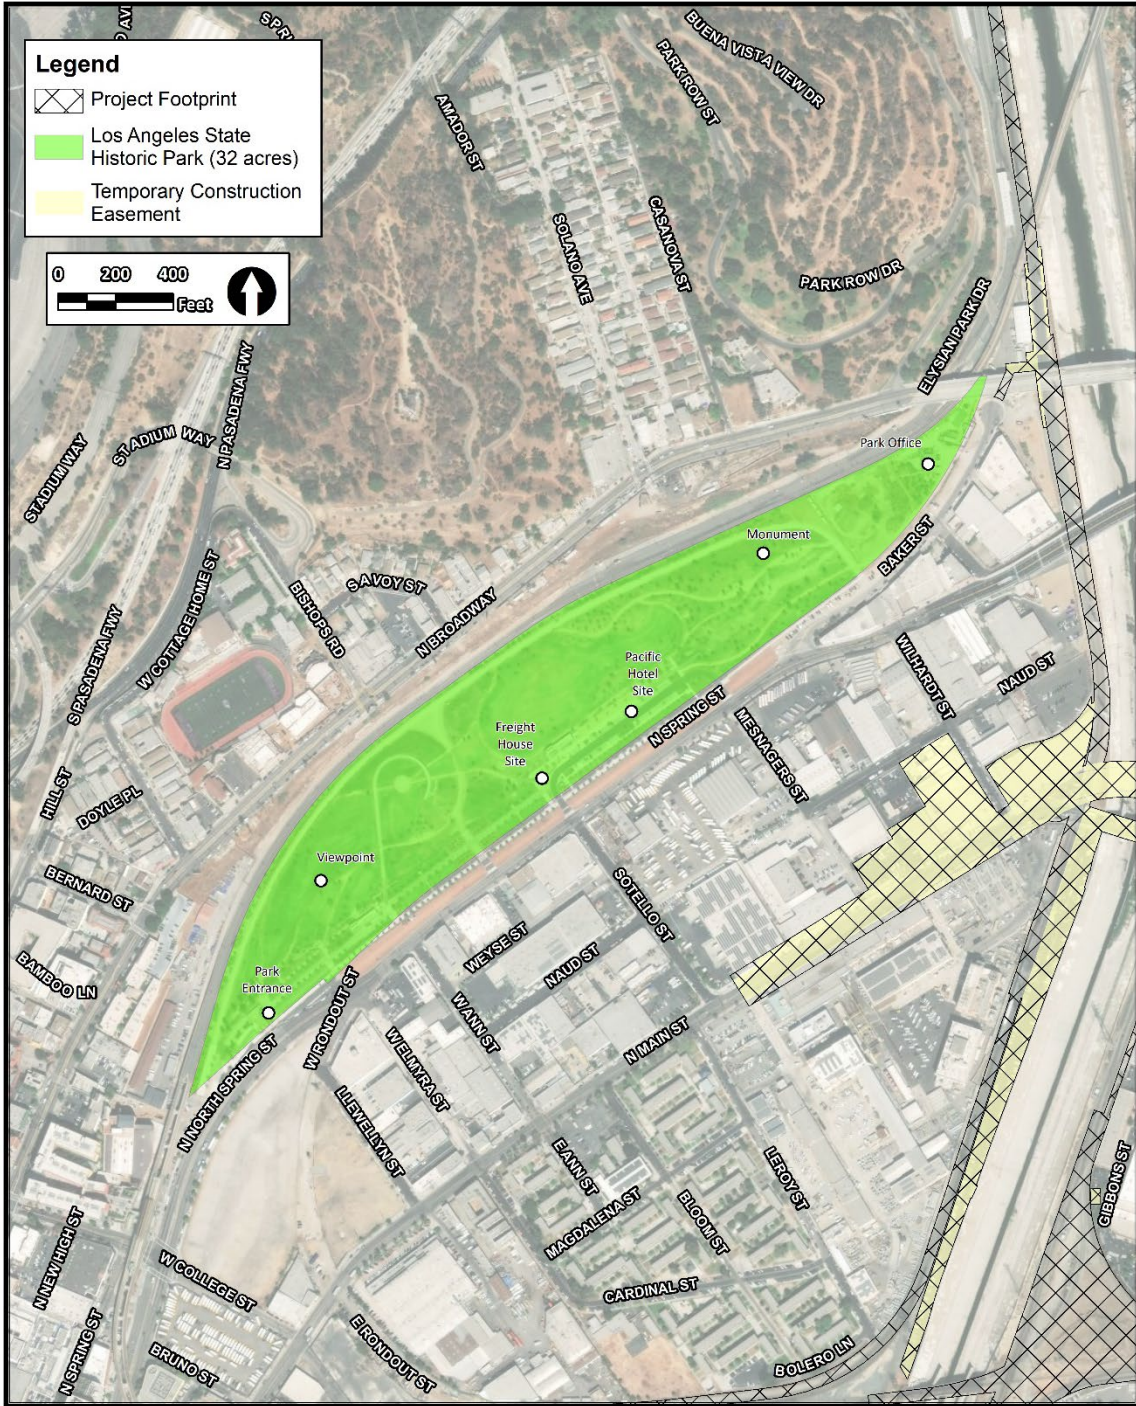 SPRI
O AV
BUENA VISTA VIEW DR
PARK ROW ST
Legend
Project Footprint
Los Angeles State
Historic Park (32 acres)
Temporary Construction
Easement
0 200 400
Feet
AMADOR ST
SOLANO AVE
CASANOVA ST
PARK ROW DR
ELYSIAN PARK DR
N PASADENA FWY
STADIUM WAY
STADIUM WAY
Park Office
Monument
BAKER ST
W COTTAGE HOME ST
S PASADENA FWY
BISHOPS RD
SAVOY ST
N BROADWAY
Pacific
Hotel
Site
WILHARDT ST
NAUD ST
Freight
House
Site
N SPRING ST
MESNAGERS ST
HILL ST
DOYLE PL
BERNARD ST
Viewpoint
SOTELLO ST
WEYSE ST
NAUD ST
BAMBOO LN
Park
Entrance
W RONDOUT ST
W ANN ST
N MAIN ST
N NORTH SPRING ST
W ELMYRA ST
LLEWELLYN ST
E ANN ST
LEROY ST
GIBBONS ST
MAGDALENA ST
BLOOM ST
N NEW HIGH ST
W COLLEGE ST
CARDINAL ST
N SPRING ST
BRUNO ST
E RONDOUT ST
BOLERO LN